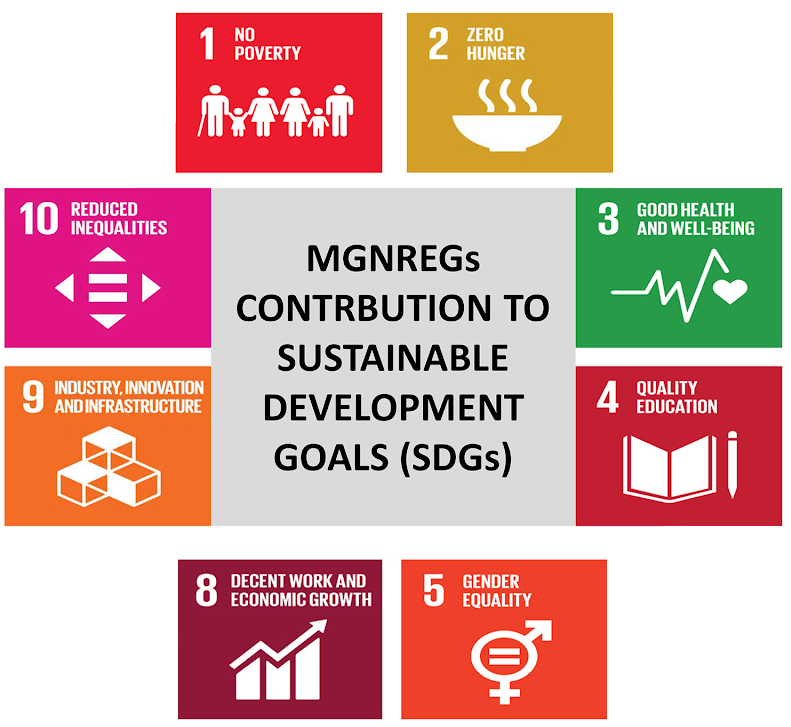 1 NO
POVERTY
2 ZERO
HUNGER
10 REDUCED
INEQUALITIES
MGNREGs
CONTRBUTION TO
SUSTAINABLE
DEVELOPMENT
GOALS (SDGs)
3 GOOD HEALTH
AND WELL-BEING
9 INDUSTRY, INNOVATION
AND INFRASTRUCTURE
4 QUALITY
EDUCATION
8 DECENT WORK AND
ECONOMIC GROWTH
5 GENDER
EQUALITY